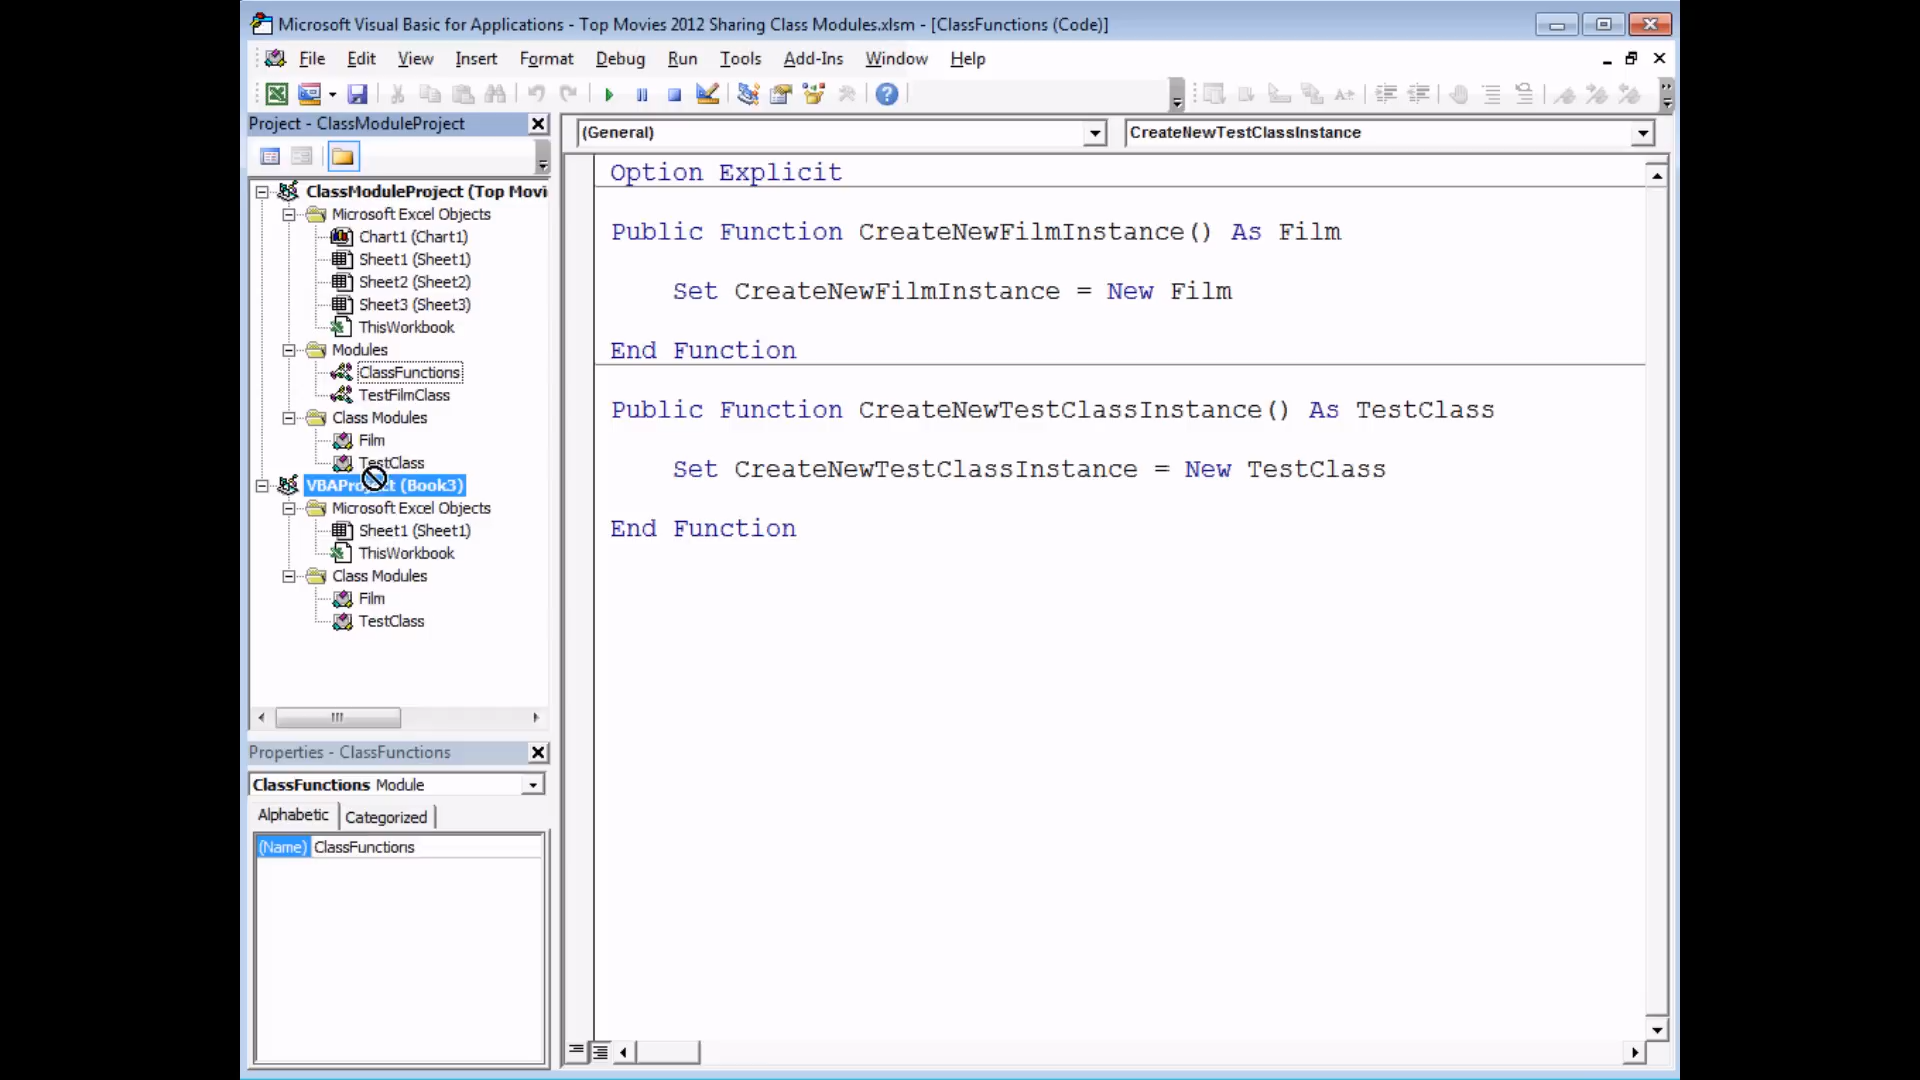 Microsoft Visual Basic for Applications - Top Movies 2012 Sharing Class Modules.xlsm - [ClassFunctions (Code)]
File Edit View Insert Format Debug Run Tools Add-Ins Window Help
Project - ClassModuleProject
(General)
CreateNewTestClassInstance
ClassModuleProject (Top Movi
Microsoft Excel Objects
Chart1 (Chart1)
Sheet1 (Sheet1)
Sheet2 (Sheet2)
Sheet3 (Sheet3)
ThisWorkbook
Modules
ClassFunctions
TestFilmClass
Class Modules
Film
TestClass
VBAProject (Book3)
Microsoft Excel Objects
Sheet1 (Sheet1)
ThisWorkbook
Class Modules
Film
TestClass
Properties - ClassFunctions
ClassFunctions Module
Alphabetic Categorized
(Name) ClassFunctions
Option Explicit
Public Function CreateNewFilmInstance() As Film
Set CreateNewFilmInstance = New Film
End Function
Public Function CreateNewTestClassInstance() As TestClass
Set CreateNewTestClassInstance = New TestClass
End Function